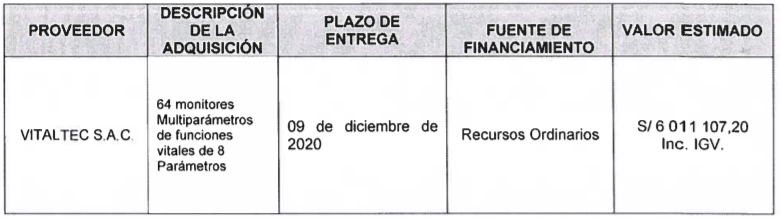 PROVEEDOR
DESCRIPCIÓN
DE LA
ADQUISICIÓN
PLAZO DE
ENTREGA
FUENTE DE
FINANCIAMIENTO
VALOR ESTIMADO
VITALTEC S.A.C.
64 monitores
Multiparámetros
de funciones
vitales de 8
Parámetros
09 de diciembre de
2020
Recursos Ordinarios
S/ 6 011 107,20
Inc. IGV.